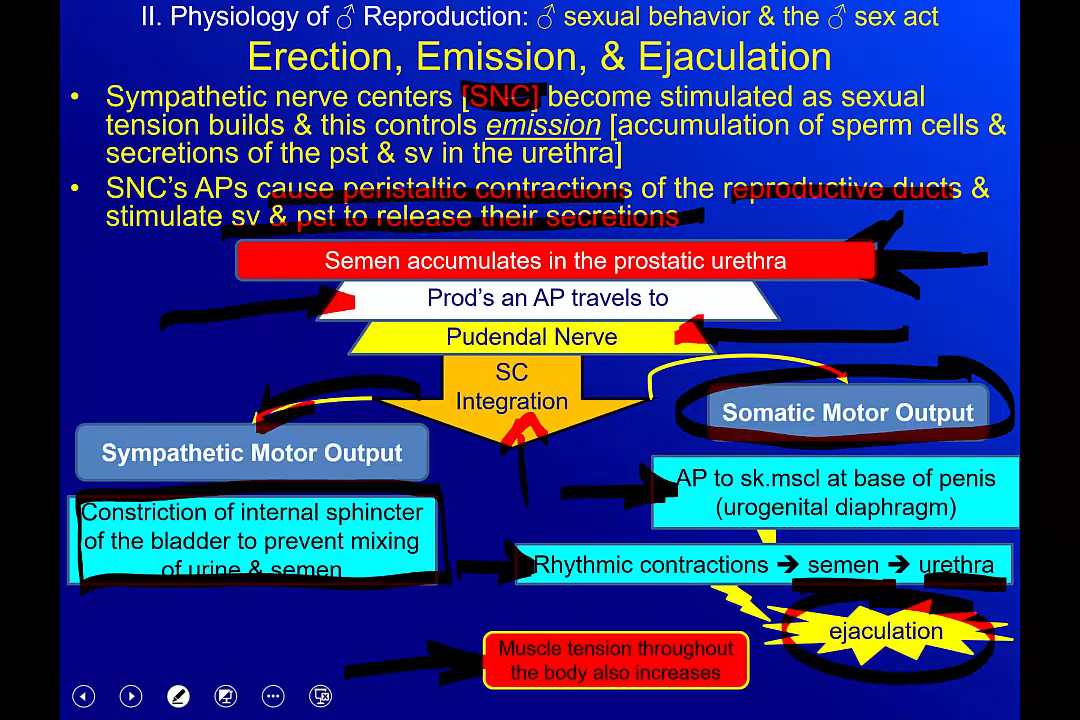 II. Physiology of ♂ Reproduction: ♂ sexual behavior & the ♂ sex act
Erection, Emission, & Ejaculation
• Sympathetic nerve centers [SNC] become stimulated as sexual
tension builds & this controls emission [accumulation of sperm cells &
secretions of the pst & sv in the urethra]
• SNC's APs cause peristaltic contractions of the reproductive ducts &
stimulate sv & pst to release their secretions
Semen accumulates in the prostatic urethra
Prod's an AP travels to
Pudendal Nerve
SC
Integration
Sympathetic Motor Output
Constriction of internal sphincter
of the bladder to prevent mixing
of urine & semen
Somatic Motor Output
AP to sk.mscl at base of penis
(urogenital diaphragm)
Rhythmic contractions ➔ semen ➔ urethra
ejaculation
Muscle tension throughout
the body also increases